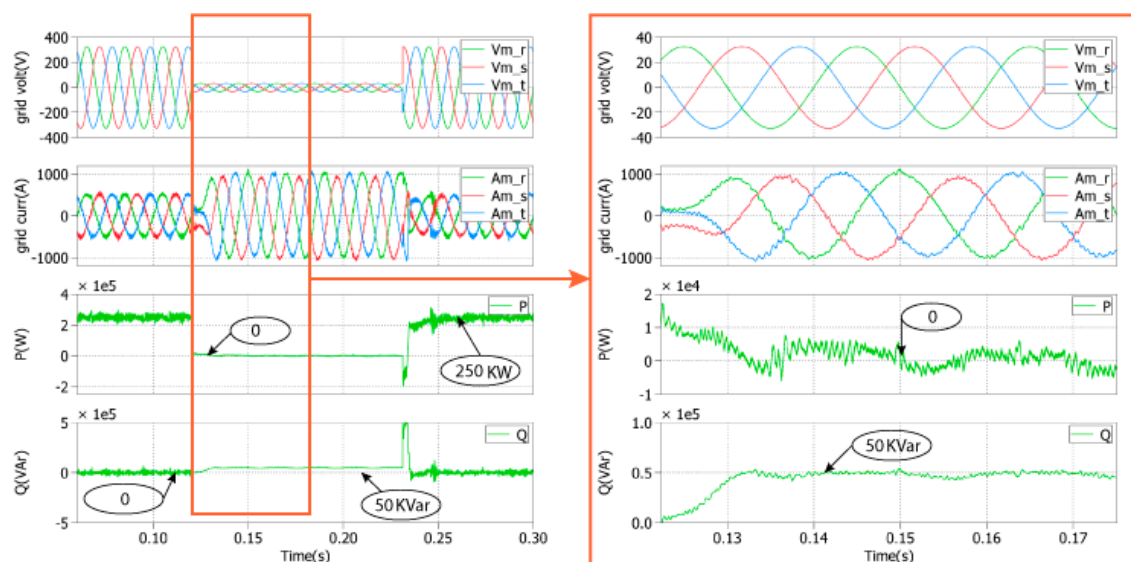 400
200
0
-200
400
grid volt(V)
Vm_r
Vm_s
Vm_t
1000
0
-1000
grid curr(A)
Am_r
Am_s
Am_t
× 1e5
4
2
0
-2
P(W)
P
0
250 KW
× 1e5
5
0
-5
Q(VAr)
Q
0
50 KVar
0.10
0.15
0.20
0.25
0.30
Time(s)
40
20
0
-20
40
grid volt(V)
Vm_r
Vm_s
Vm_t
1000
0
-1000
grid curr(A)
Am_r
Am_s
Am_t
× 1e4
2
1
0
-1
P(W)
P
0
× 1e5
1.0
0.5
0.0
Q(VAr)
Q
50 KVar
0.13
0.14
0.15
0.16
0.17
Time(s)